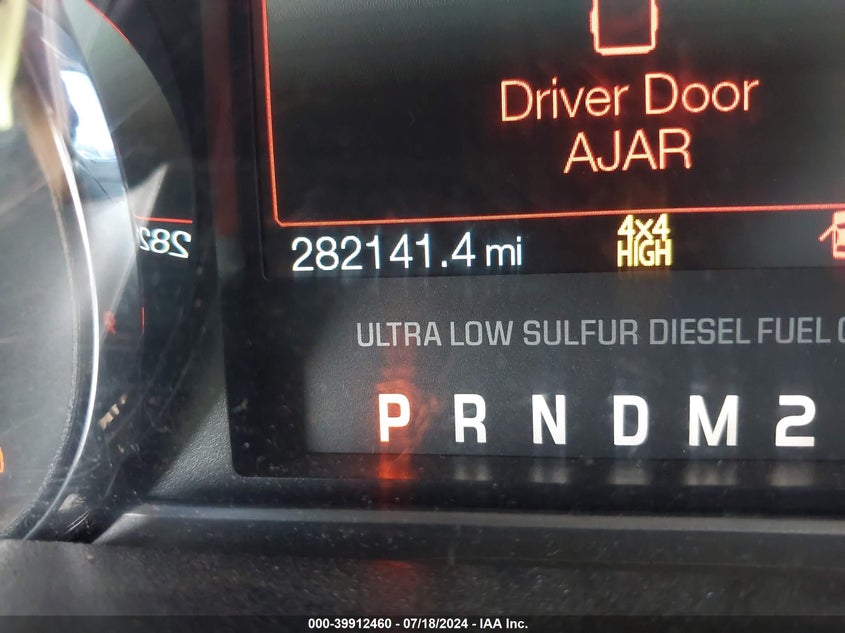 Driver Door
AJAR
282141.4 mi
4x4
HIGH
ULTRA LOW SULFUR DIESEL FUEL
P R N D M 2
000-39912460 - 07/18/2024 - IAA Inc.